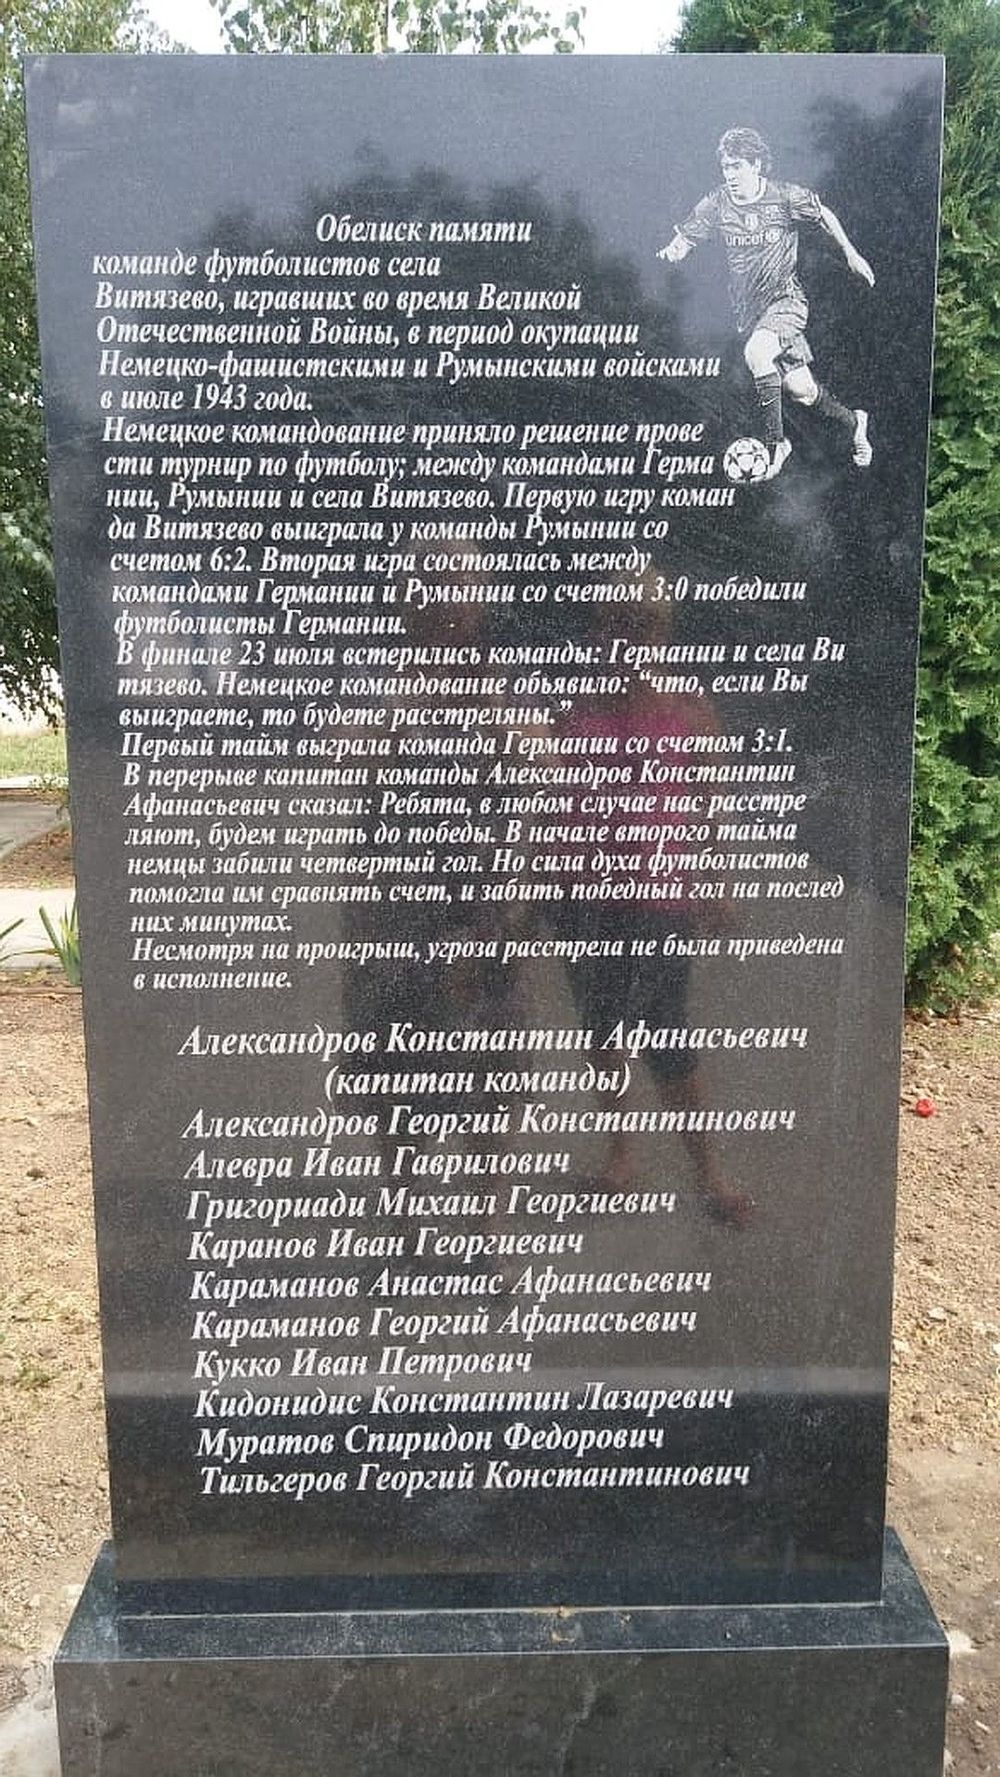 unicef
Обелиск памяти
команде футболистов села
Витязево, игравших во время Великой
Отечественной Войны, в период окупации
Немецко-фашистскими и Румынскими войсками
в июле 1943 года.
Немецкое командование приняло решение прове
сти турнир по футболу; между командами Герма
нии, Румынии и села Витязево. Первую игру коман
да Витязево выиграла у команды Румынии со
счетом 6:2. Вторая игра состоялась между
командами Германии и Румынии со счетом 3:0 победили
футболисты Германии.
В финале 23 июля встерились команды: Германии и села Ви
тязево. Немецкое командование обьявило: “что, если Вы
выиграете, то будете расстреляны.”
Первый тайм выграла команда Германии со счетом 3:1.
В перерыве капитан команды Александров Константин
Афанасьевич сказал: Ребята, в любом случае нас расстре
ляют, будем играть до победы. В начале второго тайма
немцы забили четвертый гол. Но сила духа футболистов
помогла им сравнять счет, и забить победный гол на послед
них минутах.
Несмотря на проигрыш, угроза расстрела не была приведена
в исполнение.
Александров Константин Афанасьевич
(капитан команды)
Александров Георгий Константинович
Алевра Иван Гаврилович
Григориади Михаил Георгиевич
Каранов Иван Георгиевич
Караманов Анастас Афанасьевич
Караманов Георгий Афанасьевич
Кукко Иван Петрович
Кидонидис Константин Лазаревич
Муратов Спиридон Федорович
Тильгеров Георгий Константинович